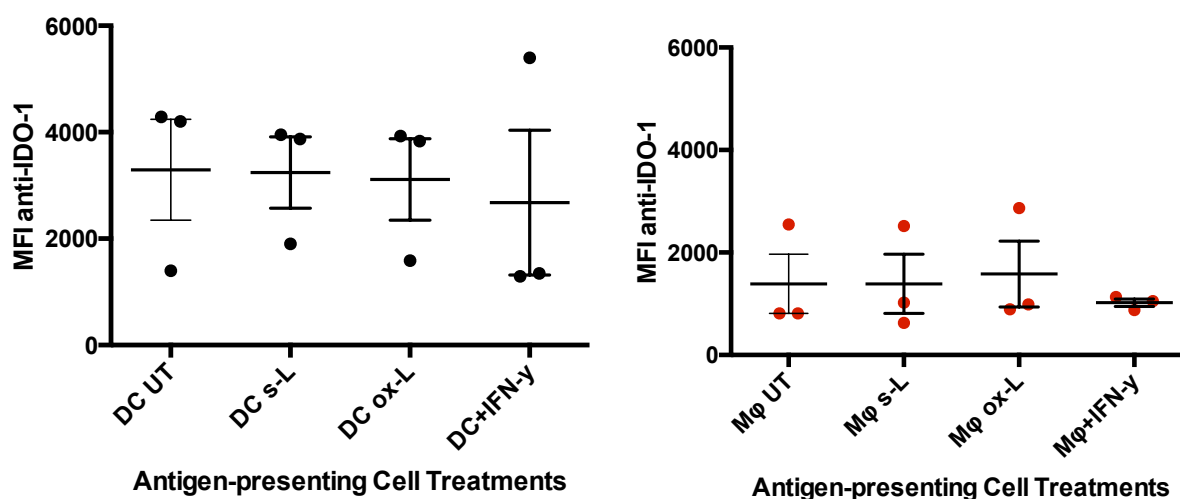 MFI anti-IDO-1
6000
4000
2000
0
DC UT
DC s-L
DC ox-L
DC+IFN-y
Antigen-presenting Cell Treatments
MFI anti-IDO-1
6000
4000
2000
0
Mφ UT
Mφ s-L
Mφ ox-L
Mφ+IFN-y
Antigen-presenting Cell Treatments